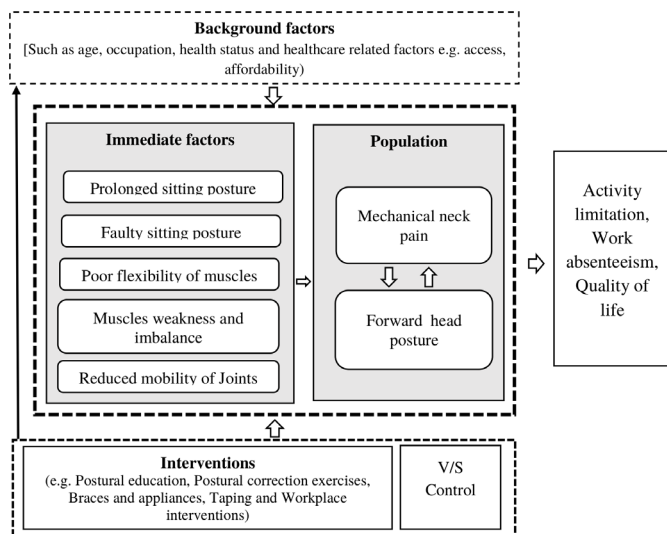 Background factors
[Such as age, occupation, health status and healthcare related factors e.g. access,
affordability)
Immediate factors
Prolonged sitting posture
Faulty sitting posture
Poor flexibility of muscles
Muscles weakness and
imbalance
Reduced mobility of Joints
Population
Mechanical neck
pain
Forward head
posture
Activity
limitation,
Work
absenteeism,
Quality of
life
Interventions
(e.g. Postural education, Postural correction exercises,
Braces and appliances, Taping and Workplace
interventions)
V/S
Control